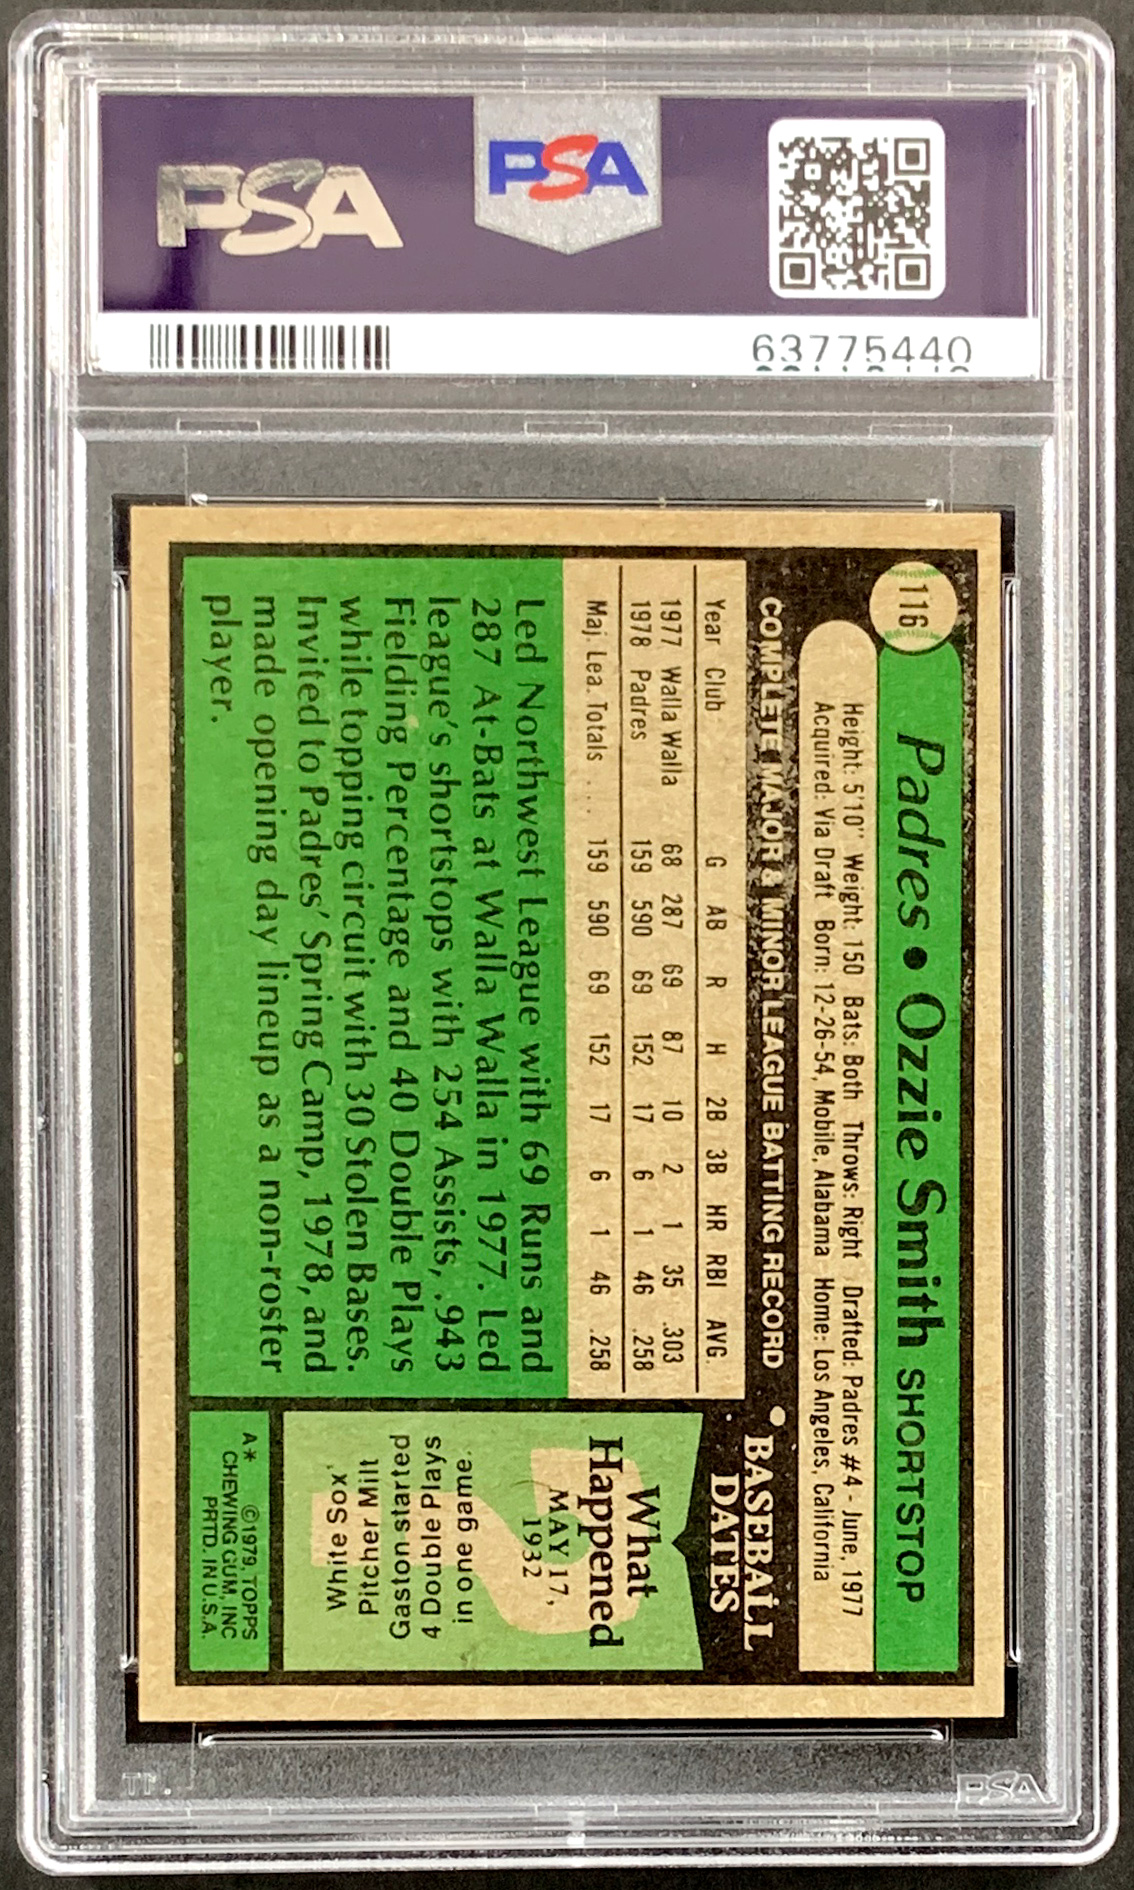 PSA
PSA
63775440
116
Padres • Ozzie Smith SHORTSTOP
Height: 5'10" Weight: 150 Bats: Both Throws: Right Drafted: Padres #4 - June, 1977
Acquired: Via Draft Born: 12-26-54, Mobile, Alabama Home: Los Angeles, California
COMPLETE MAJOR & MINOR LEAGUE BATTING RECORD
Year Club G AB R H 2B 3B HR RBI AVG.
1977 Walla Walla 68 287 69 87 10 2 1 35 .303
1978 Padres 159 590 69 152 17 6 1 46 .258
Maj. Lea. Totals .... 159 590 69 152 17 6 1 46 .258
Led Northwest League with 69 Runs and
287 At-Bats at Walla Walla in 1977. Led
league's shortstops with 254 Assists, .943
Fielding Percentage and 40 Double Plays
while topping circuit with 30 Stolen Bases.
Invited to Padres' Spring Camp, 1978, and
made opening day lineup as a non-roster
player.
• BASEBALL
DATES
What
Happened
MAY 17,
1932
White Sox'
Pitcher Milt
Gaston started
4 Double Plays
in one game.
A* ©1979, TOPPS
CHEWING GUM, INC
PRTD. IN U.S.A.
PSA